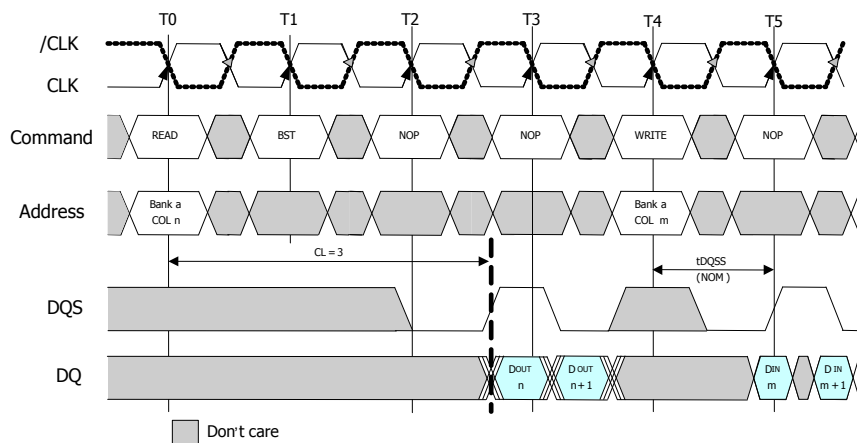 T0 T1 T2 T3 T4 T5
/CLK
CLK
Command READ BST NOP NOP WRITE NOP
Address Bank a COL n Bank a COL m
CL = 3
tDQSS
(NOM )
DQS
DQ DOUT n DOUT n+1 DIN m DIN m+1
Don't care